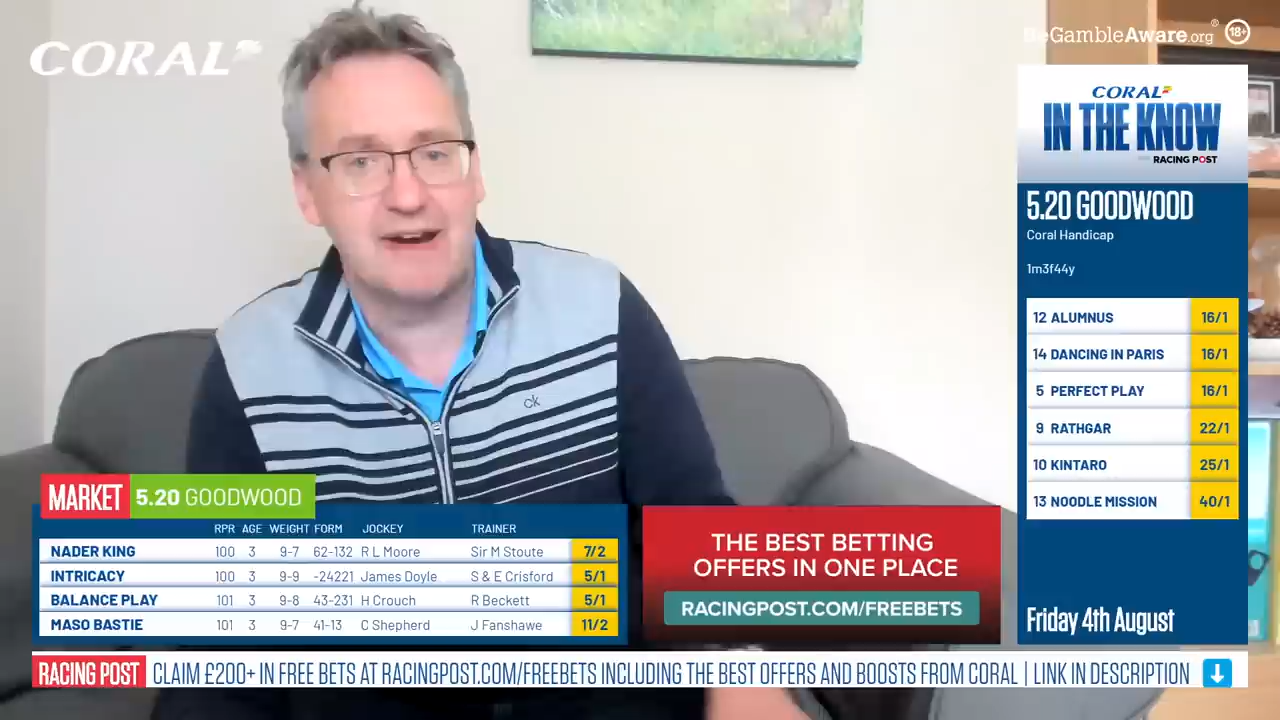 CORAL
BeGambleAware.org® 18+
CORAL
IN THE KNOW
RACING POST
5.20 GOODWOOD
Coral Handicap
1m3f44y
12 ALUMNUS 16/1
14 DANCING IN PARIS 16/1
5 PERFECT PLAY 16/1
9 RATHGAR 22/1
10 KINTARO 25/1
13 NOODLE MISSION 40/1
Friday 4th August
ck
MARKET 5.20 GOODWOOD
RPR AGE WEIGHT FORM JOCKEY TRAINER
NADER KING 100 3 9-7 62-132 R L Moore Sir M Stoute 7/2
INTRICACY 100 3 9-9 -24221 James Doyle S & E Crisford 5/1
BALANCE PLAY 101 3 9-8 43-231 H Crouch R Beckett 5/1
MASO BASTIE 101 3 9-7 41-13 C Shepherd J Fanshawe 11/2
THE BEST BETTING
OFFERS IN ONE PLACE
RACINGPOST.COM/FREEBETS
RACING POST CLAIM £200+ IN FREE BETS AT RACINGPOST.COM/FREEBETS INCLUDING THE BEST OFFERS AND BOOSTS FROM CORAL | LINK IN DESCRIPTION